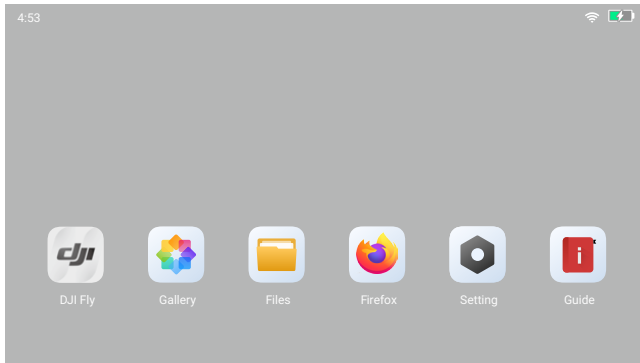 4:53
dji
DJI Fly
Gallery
Files
Firefox
Setting
i
Guide